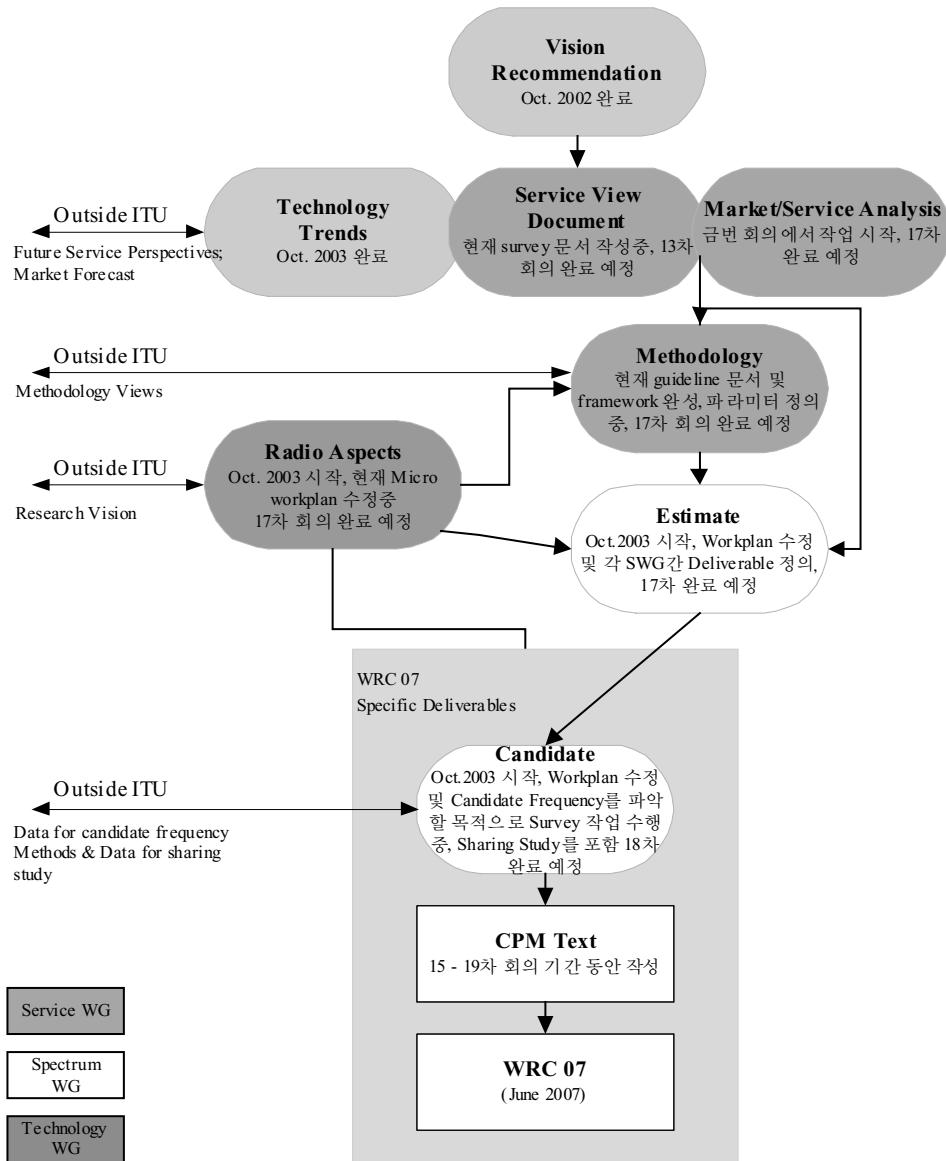 Vision
Recommendation
Oct. 2002 완료
Outside ITU
Future Service Perspectives;
Market Forecast
Technology
Trends
Oct. 2003 완료
Service View
Document
현재 survey 문서 작성중, 13차
회의 완료 예정
Market/Service Analysis
금번 회의에서 작업 시작, 17차
완료 예정
Outside ITU
Methodology Views
Methodology
현재 guideline 문서 및
framework 완성, 파라미터 정의
중, 17차 회의 완료 예정
Outside ITU
Research Vision
Radio Aspects
Oct. 2003 시작, 현재 Micro
workplan 수정중
17차 회의 완료 예정
Estimate
Oct.2003 시작, Workplan 수정
및 각 SWG간 Deliverable 정의,
17차 완료 예정
WRC 07
Specific Deliverables
Outside ITU
Data for candidate frequency
Methods & Data for sharing
study
Candidate
Oct.2003 시작, Workplan 수정
및 Candidate Frequency를 파악
할 목적으로 Survey 작업 수행
중, Sharing Study를 포함 18차
완료 예정
CPM Text
15 - 19차 회의 기간 동안 작성
WRC 07
(June 2007)
Service WG
Spectrum
WG
Technology
WG